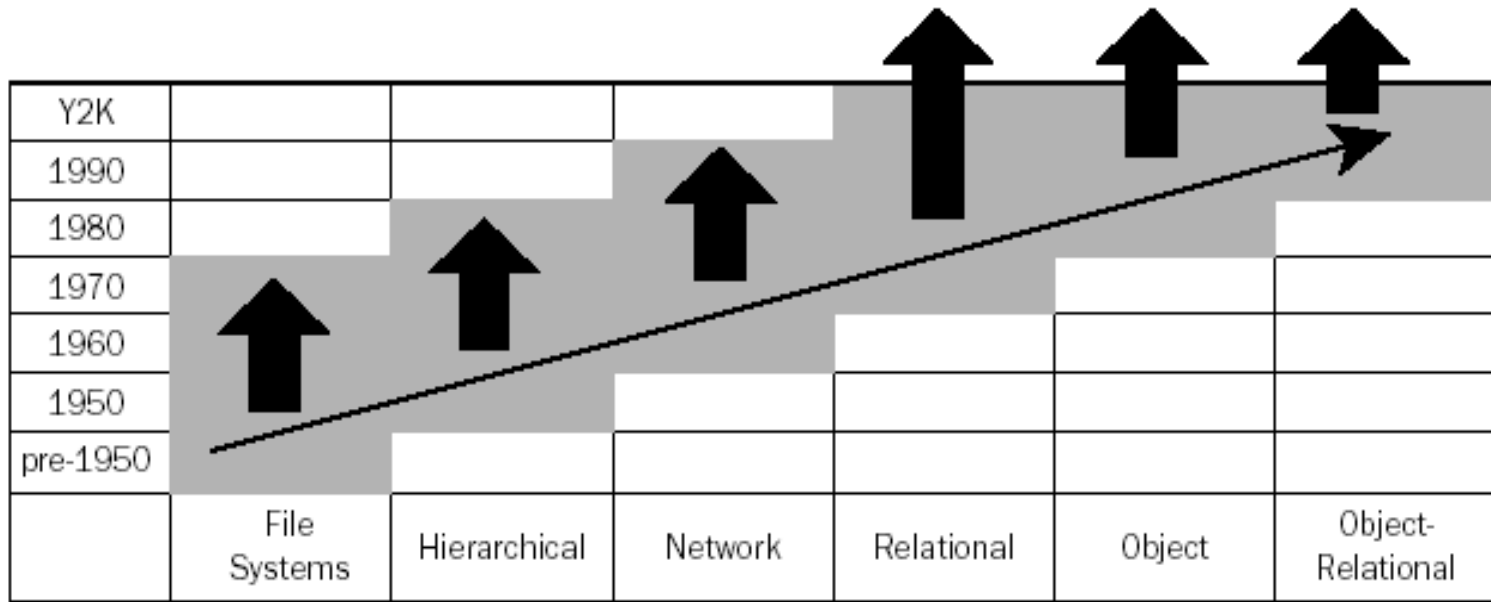 Y2K
1990
1980
1970
1960
1950
pre-1950
File
Systems
Hierarchical
Network
Relational
Object
Object-
Relational